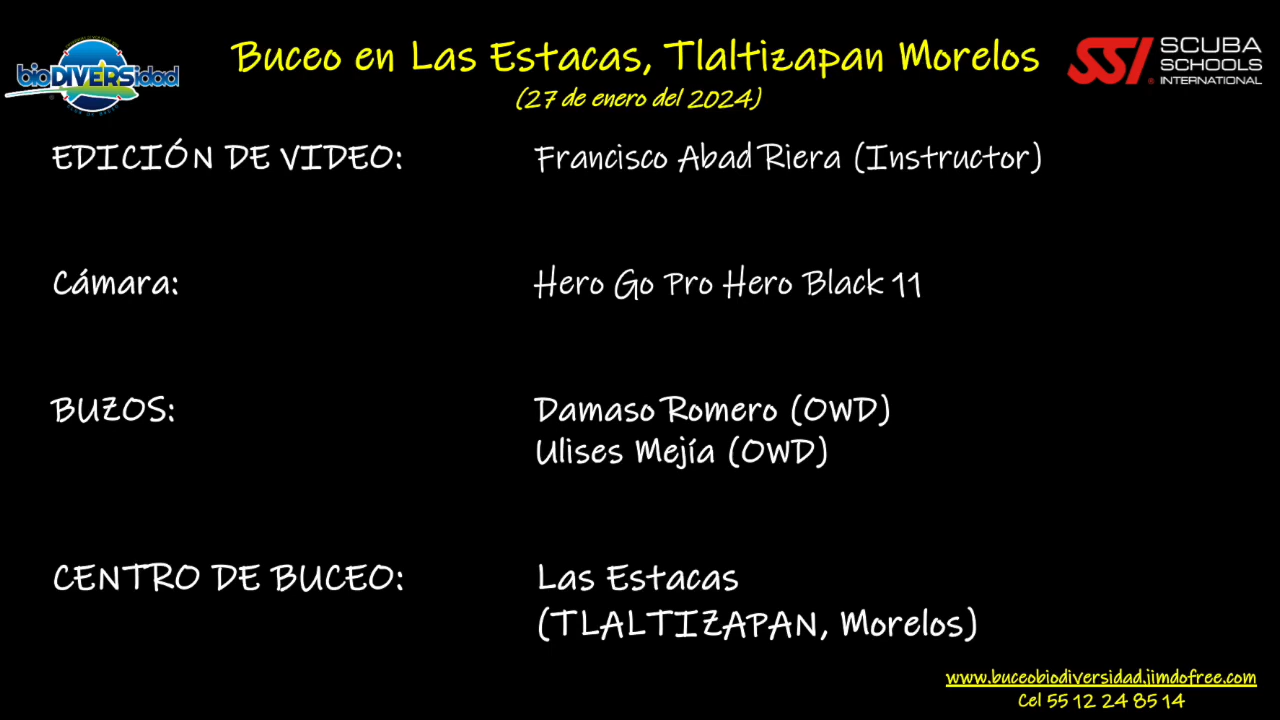 bioDIVERSidad
Buceo en Las Estacas, Tlaltizapan Morelos
(27 de enero del 2024)
SSI SCUBA
SCHOOLS
INTERNATIONAL
EDICIÓN DE VIDEO: Francisco Abad Riera (Instructor)
Cámara: Hero Go Pro Hero Black 11
BUZOS: Damaso Romero (OWD)
Ulises Mejía (OWD)
CENTRO DE BUCEO: Las Estacas
(TLALTIZAPAN, Morelos)
www.buceobiodiversidad.jimdofree.com
Cel 55 12 24 85 14